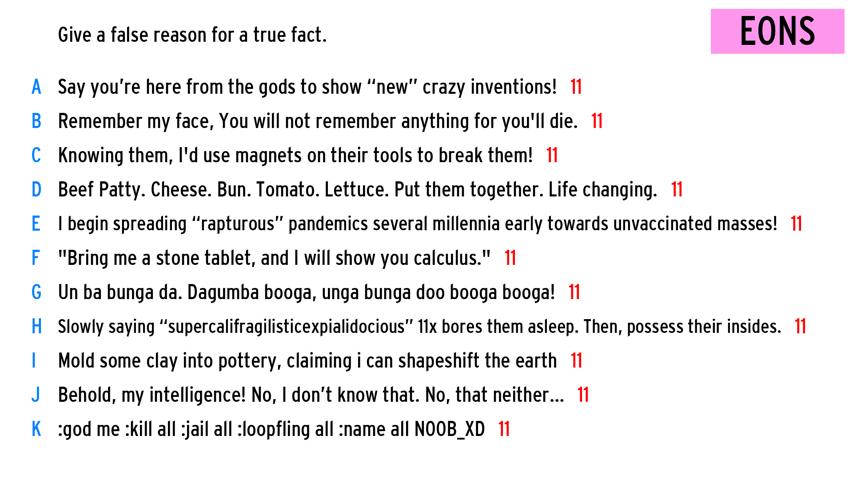 Give a false reason for a true fact.
EONS
A Say you’re here from the gods to show “new” crazy inventions! 11
B Remember my face, You will not remember anything for you'll die. 11
C Knowing them, I'd use magnets on their tools to break them! 11
D Beef Patty. Cheese. Bun. Tomato. Lettuce. Put them together. Life changing. 11
E I begin spreading “rapturous” pandemics several millennia early towards unvaccinated masses! 11
F "Bring me a stone tablet, and I will show you calculus." 11
G Un ba bunga da. Dagumba booga, unga bunga doo booga booga! 11
H Slowly saying “supercalifragilisticexpialidocious” 11x bores them asleep. Then, possess their insides. 11
I Mold some clay into pottery, claiming i can shapeshift the earth 11
J Behold, my intelligence! No, I don’t know that. No, that neither... 11
K :god me :kill all :jail all :loopfling all :name all NOOB_XD 11